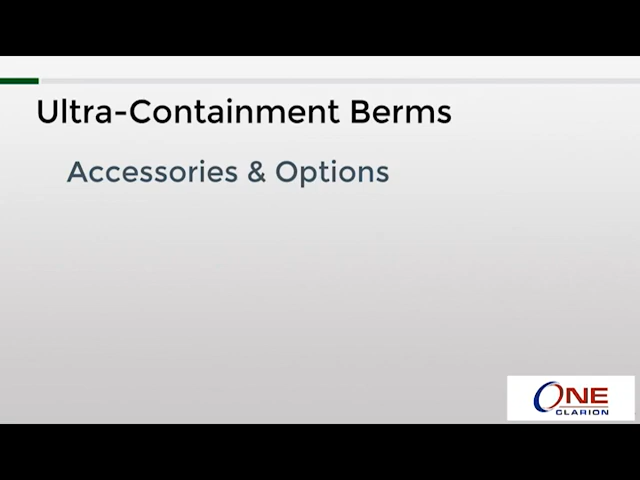 Ultra-Containment Berms
Accessories & Options
ONE
CLARION